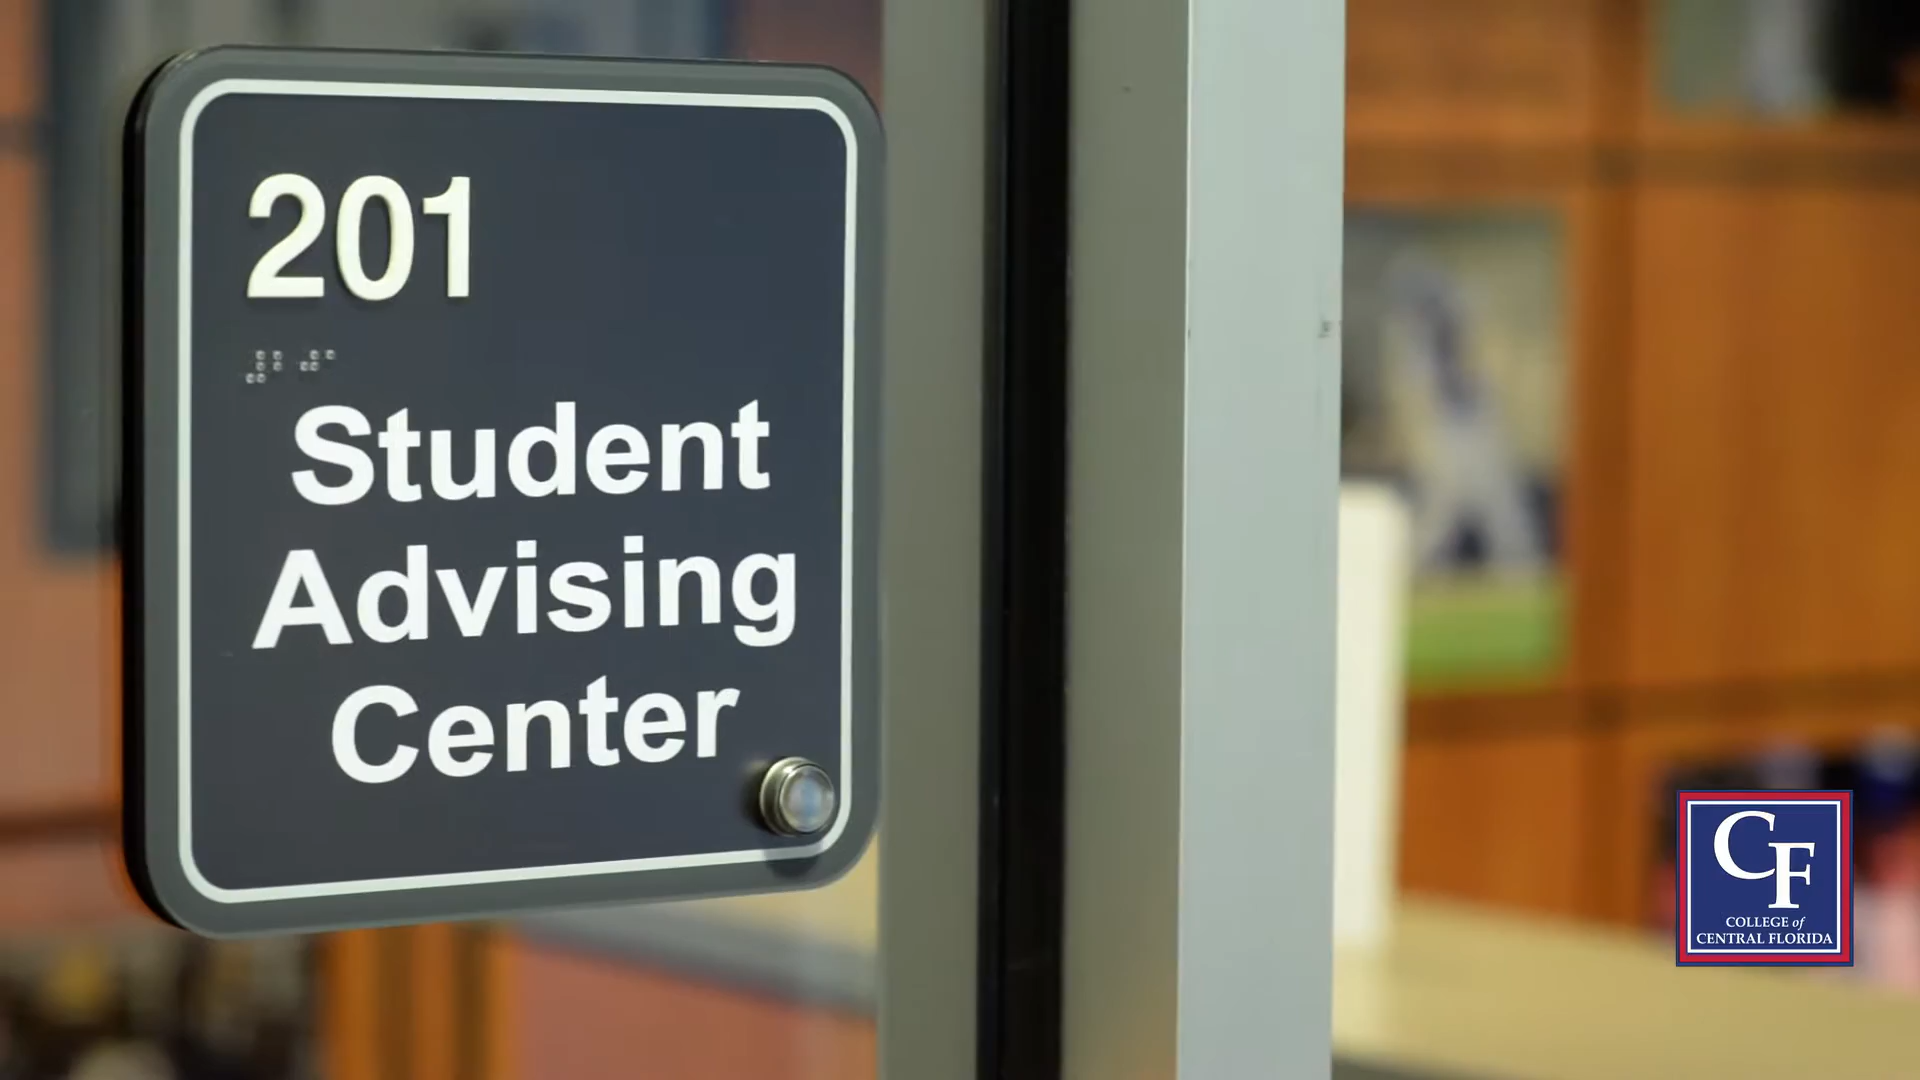 201
Student
Advising
Center
CF
COLLEGE of
CENTRAL FLORIDA